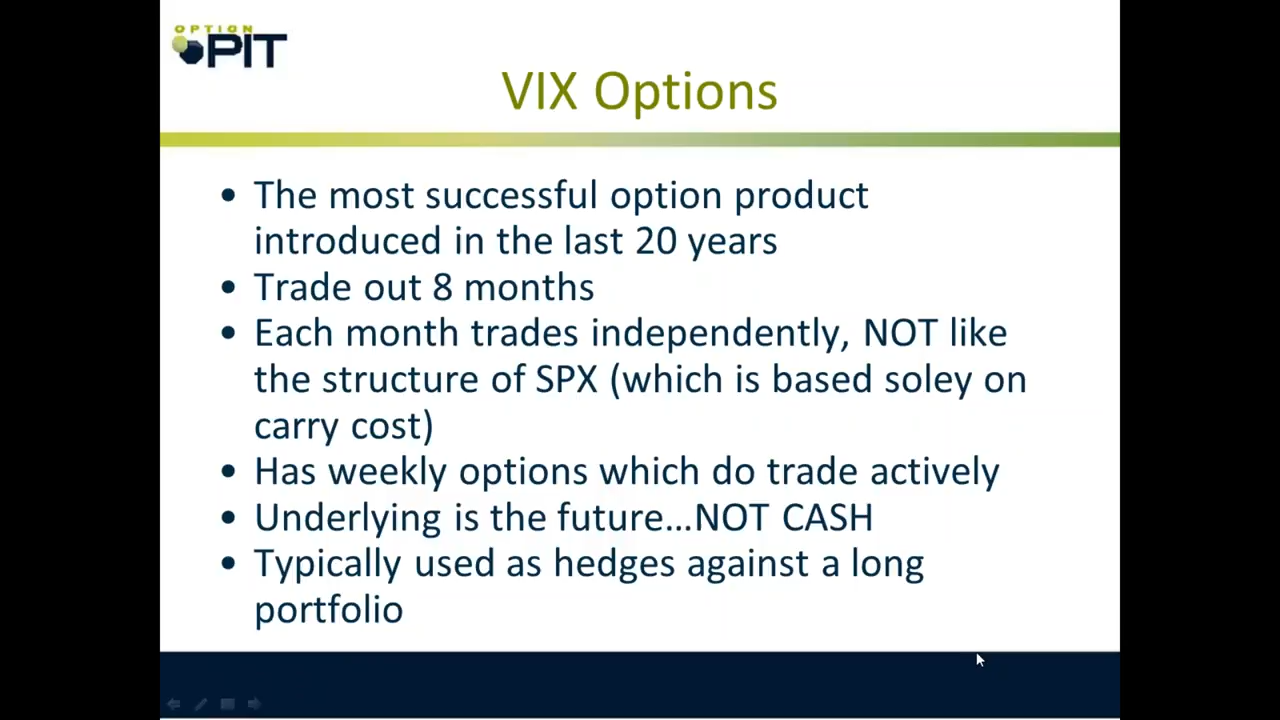 OPTION
PIT
VIX Options
• The most successful option product
introduced in the last 20 years
• Trade out 8 months
• Each month trades independently, NOT like
the structure of SPX (which is based soley on
carry cost)
• Has weekly options which do trade actively
• Underlying is the future…NOT CASH
• Typically used as hedges against a long
portfolio